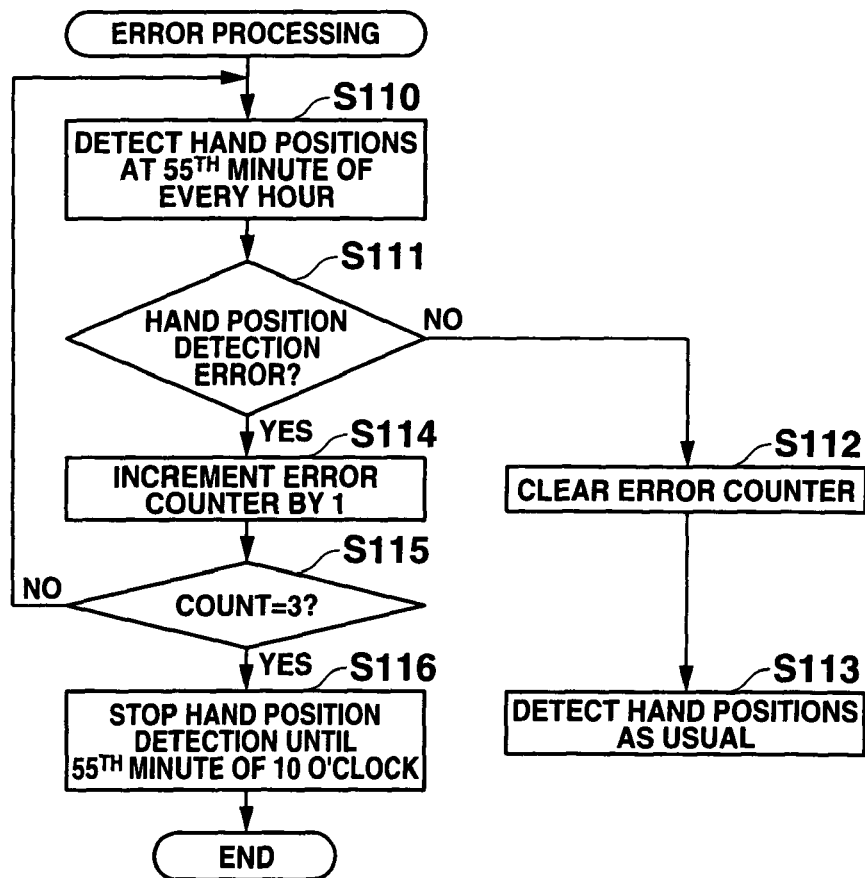 ERROR PROCESSING
S110
DETECT HAND POSITIONS
AT 55TH MINUTE OF
EVERY HOUR
S111
HAND POSITION
DETECTION
ERROR?
NO
YES
S114
INCREMENT ERROR
COUNTER BY 1
S112
CLEAR ERROR COUNTER
S115
COUNT=3?
NO
YES
S116
STOP HAND POSITION
DETECTION UNTIL
55TH MINUTE OF 10 O'CLOCK
S113
DETECT HAND POSITIONS
AS USUAL
END